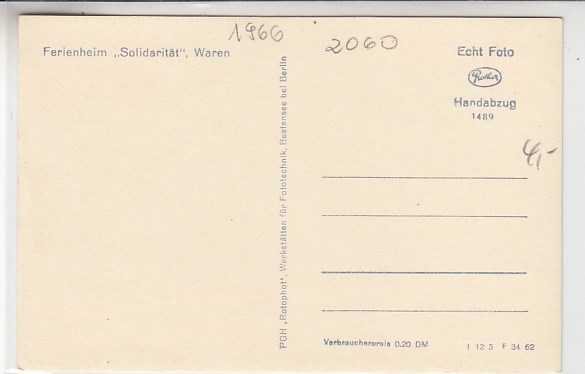 1966
2060
Ferienheim „Solidarität", Waren
PGH „Rotophot", Werkstätten für Fototechnik, Bestensee bei Berlin
Echt Foto
Rother
Handabzug
1489
4,-
Verbraucherpreis 0.20 DM
1 12 5 F 34 62